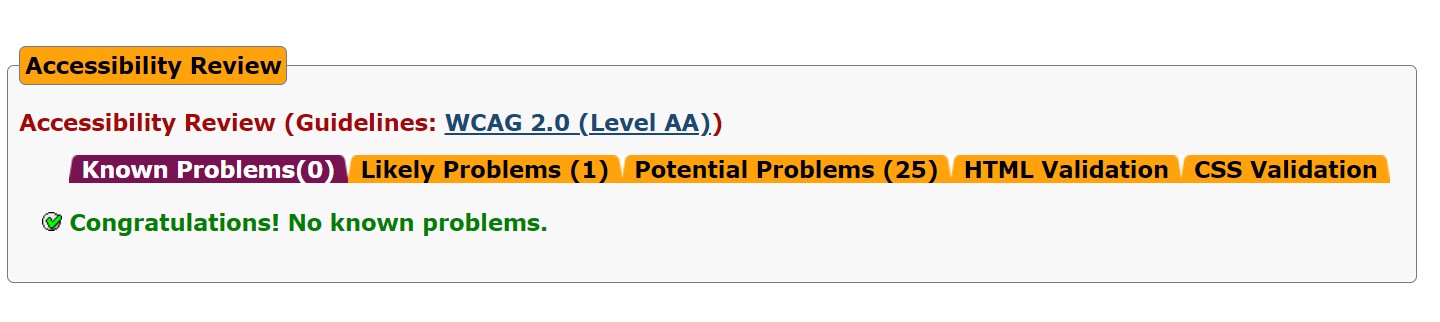 Accessibility Review
Accessibility Review (Guidelines: WCAG 2.0 (Level AA))
Known Problems(0) Likely Problems (1) Potential Problems (25) HTML Validation CSS Validation
Congratulations! No known problems.